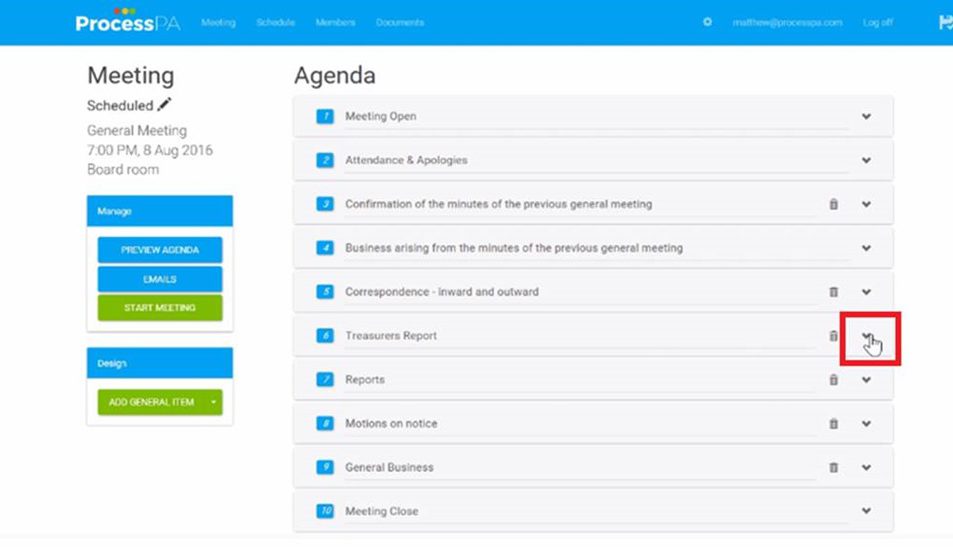 ProcessPA Meeting Schedule Members Documents matthew@processpa.com Log off
Meeting
Scheduled
General Meeting
7:00 PM, 8 Aug 2016
Board room
Manage
PREVIEW AGENDA
EMAILS
START MEETING
Design
ADD GENERAL ITEM
Agenda
1 Meeting Open
2 Attendance & Apologies
3 Confirmation of the minutes of the previous general meeting
4 Business arising from the minutes of the previous general meeting
5 Correspondence - inward and outward
6 Treasurers Report
7 Reports
8 Motions on notice
9 General Business
10 Meeting Close